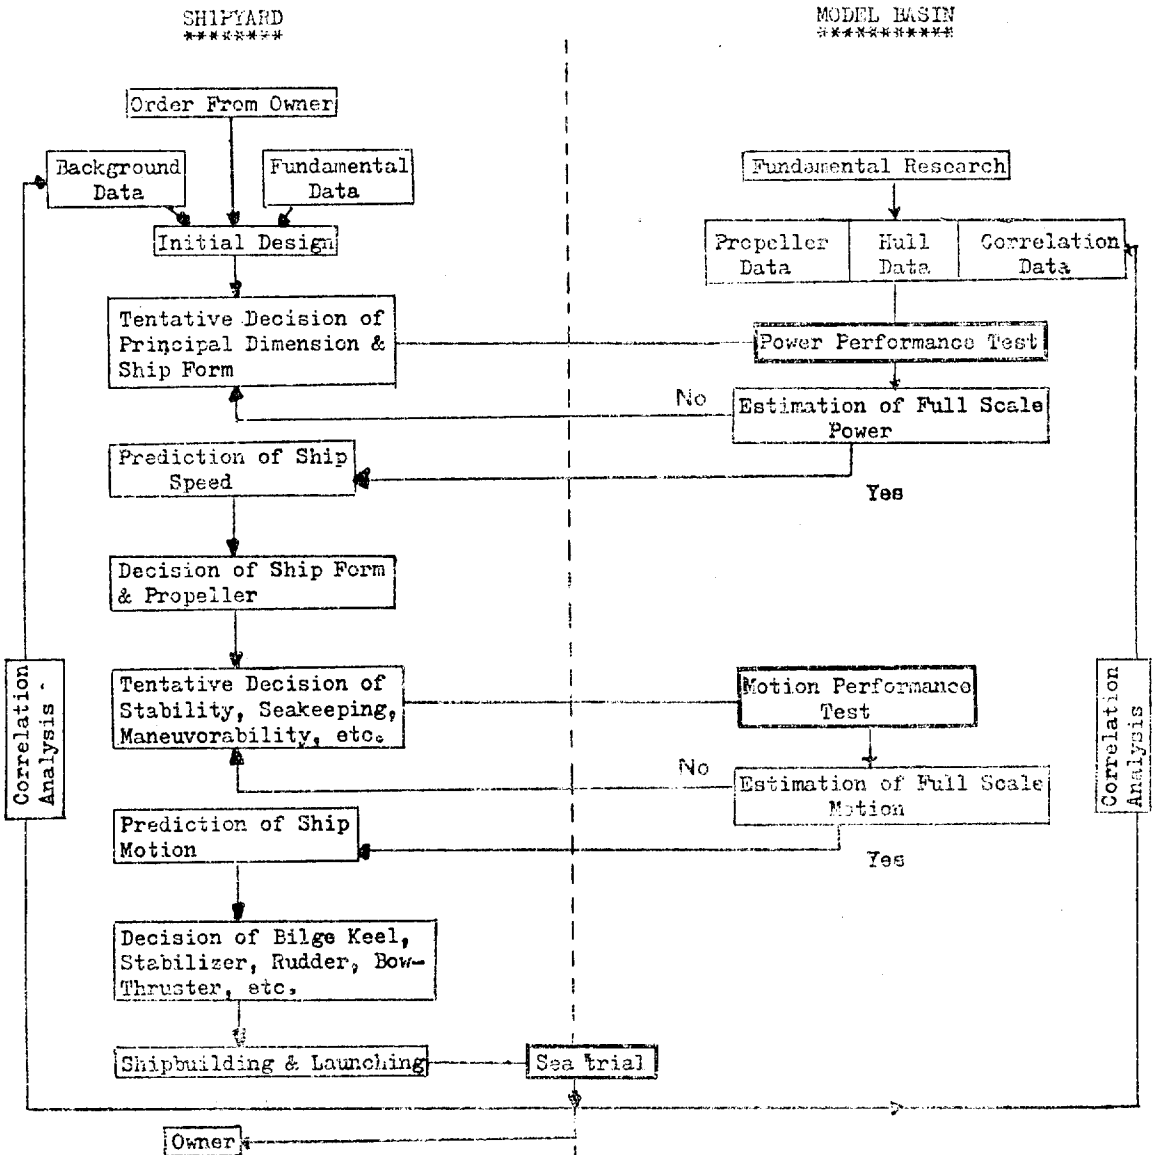 SHIPYARD
********
MODEL BASIN
***********
Order From Owner
Background
Data
Fundamental
Data
Initial Design
Fundamental Research
Propeller
Data
Hull
Data
Correlation
Data
Tentative Decision of
Principal Dimension &
Ship Form
Power Performance Test
No
Estimation of Full Scale
Power
Prediction of Ship
Speed
Yes
Decision of Ship Form
& Propeller
Correlation
Analysis -
Tentative Decision of
Stability, Seakeeping,
Maneuvorability, etc.
Motion Performance
Test
Correlation
Analysis
No
Estimation of Full Scale
Motion
Prediction of Ship
Motion
Yes
Decision of Bilge Keel,
Stabilizer, Rudder, Bow-
Thruster, etc.
Shipbuilding & Launching
Sea trial
Owner